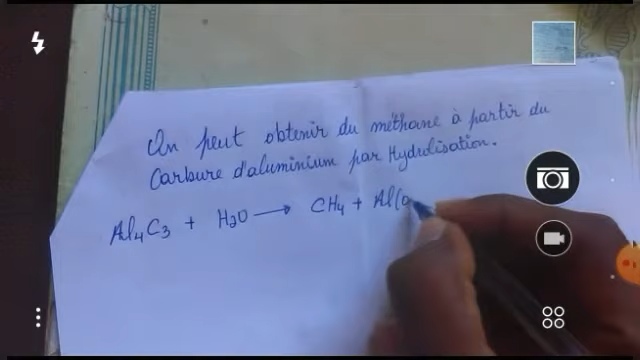 On peut obtenir du méthane à partir du
Carbure d'aluminium par Hydrolisation.
Al4C3 + H2O → CH4 + Al(o